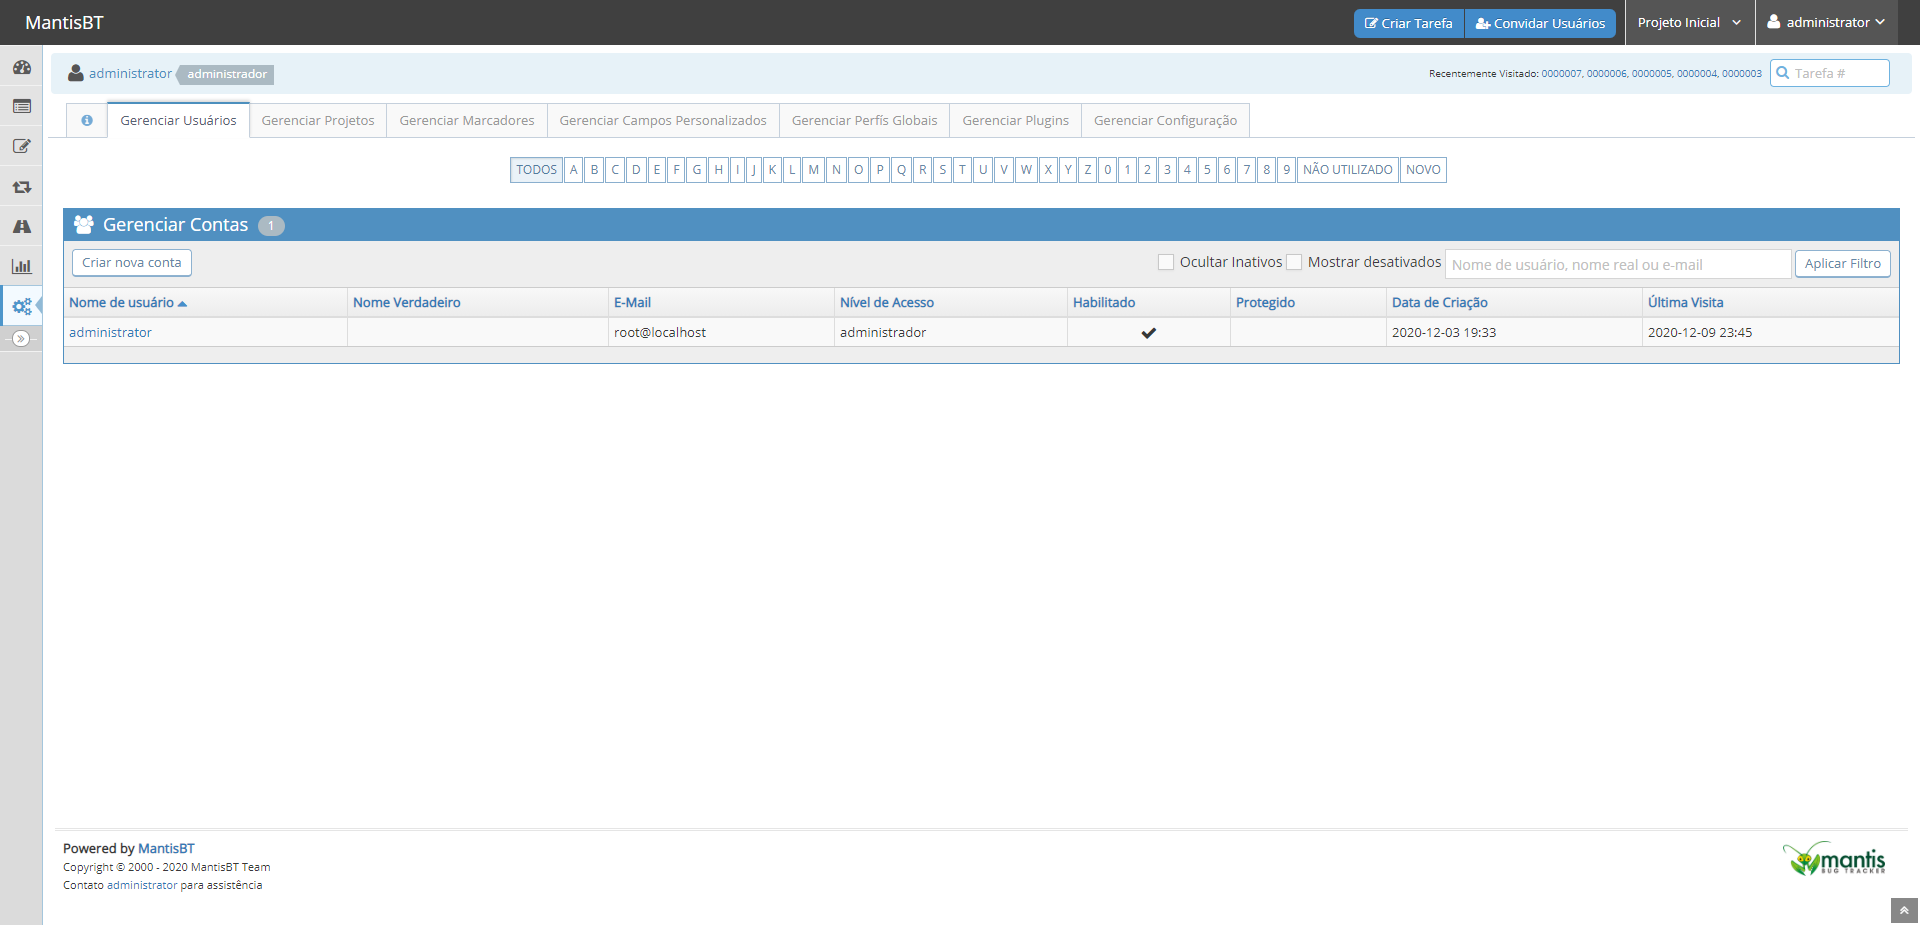 MantisBT
Criar Tarefa
Convidar Usuários
Projeto Inicial
administrator
administrator
administrador
Recentemente Visitado: 0000007, 0000006, 0000005, 0000004, 0000003
Tarefa #
Gerenciar Usuários
Gerenciar Projetos
Gerenciar Marcadores
Gerenciar Campos Personalizados
Gerenciar Perfís Globais
Gerenciar Plugins
Gerenciar Configuração
TODOS A B C D E F G H I J K L M N O P Q R S T U V W X Y Z 0 1 2 3 4 5 6 7 8 9 NÃO UTILIZADO NOVO
Gerenciar Contas 1
Criar nova conta
Ocultar Inativos
Mostrar desativados
Nome de usuário, nome real ou e-mail
Aplicar Filtro
Nome de usuário Nome Verdadeiro E-Mail Nível de Acesso Habilitado Protegido Data de Criação Última Visita
administrator root@localhost administrador 2020-12-03 19:33 2020-12-09 23:45
Powered by MantisBT
Copyright © 2000 - 2020 MantisBT Team
Contato administrator para assistência
mantis
BUG TRACKER